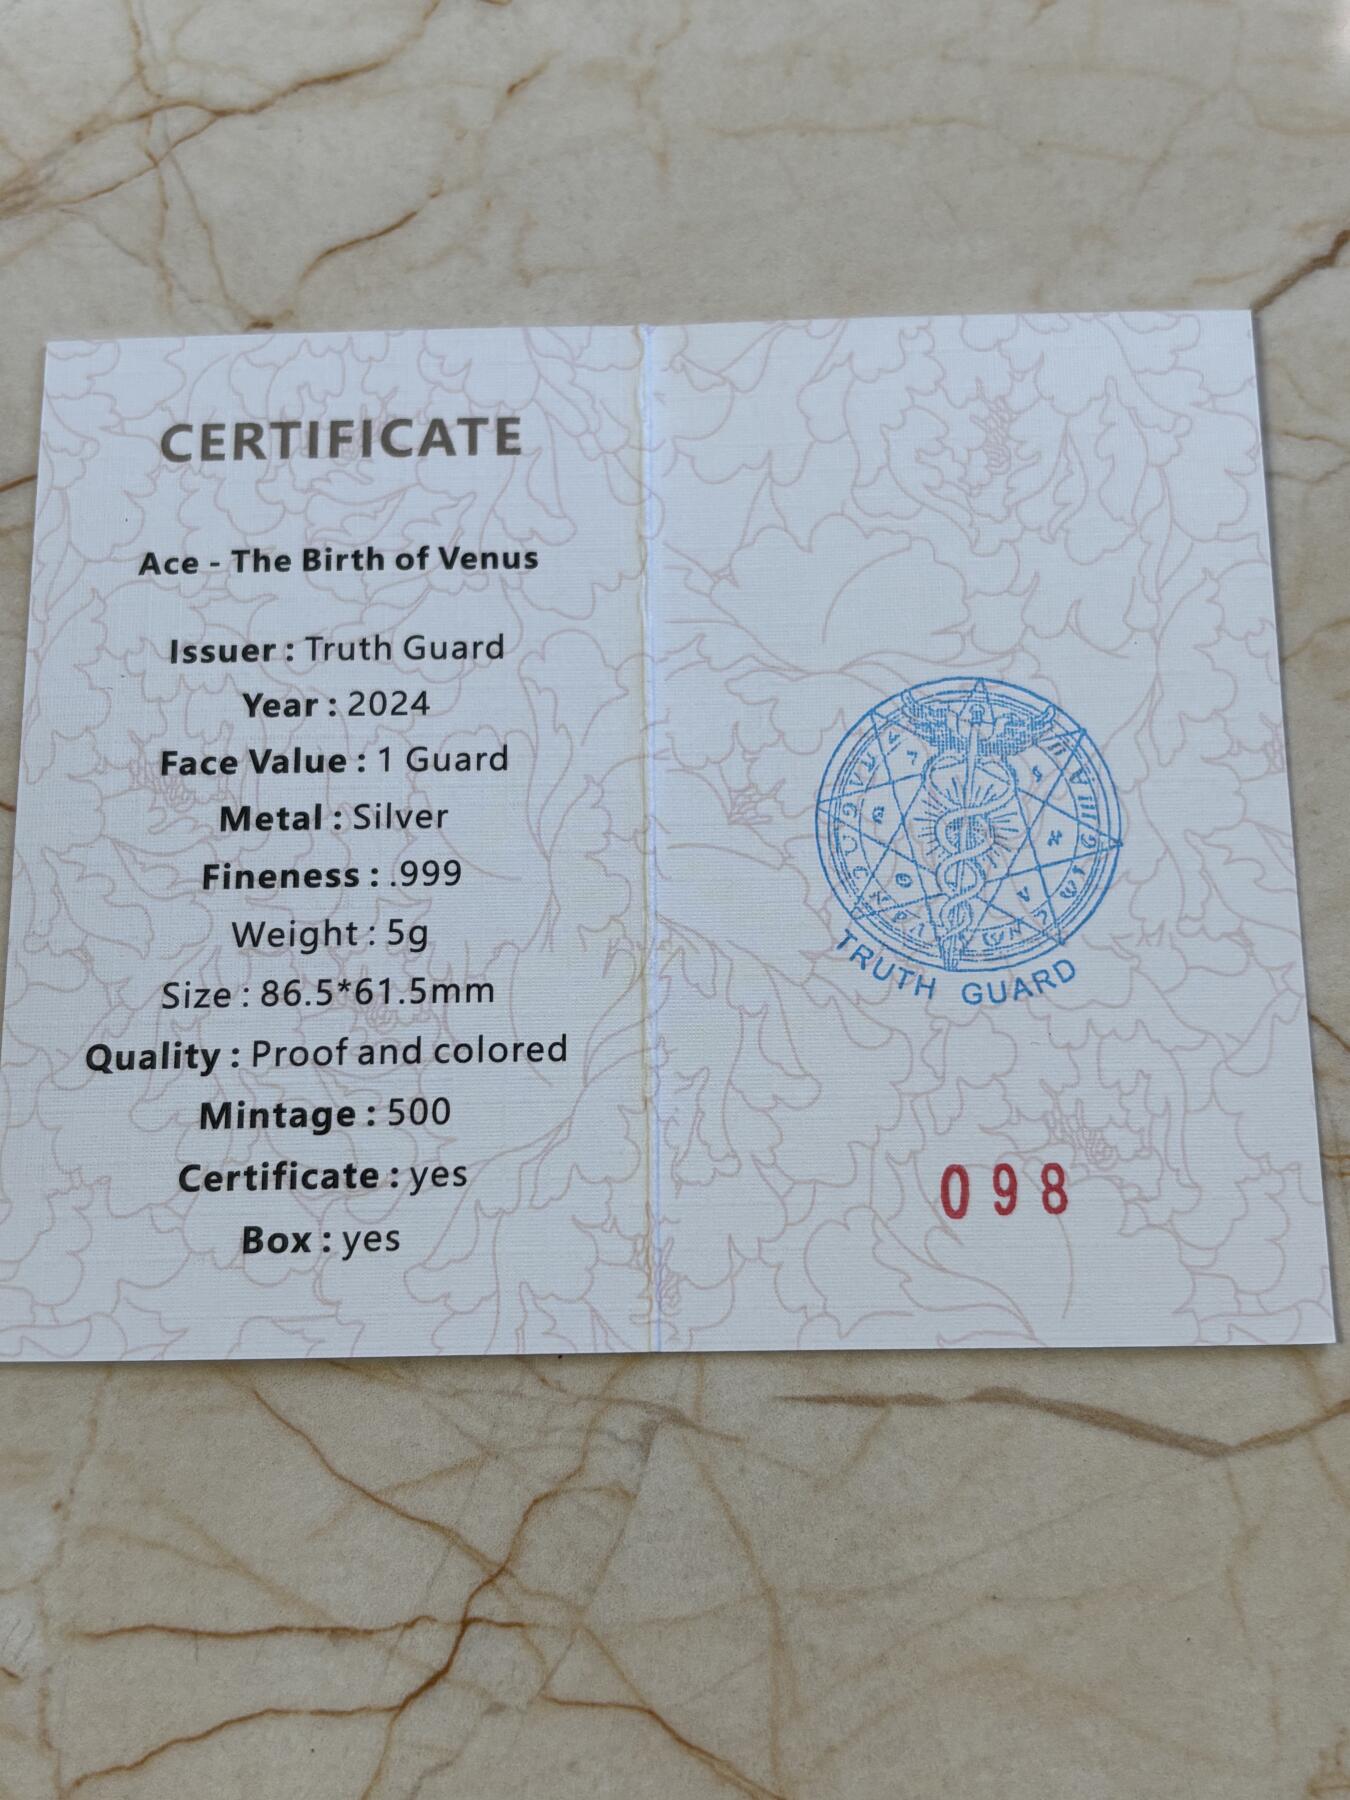 CERTIFICATE
Ace - The Birth of Venus
Issuer : Truth Guard
Year : 2024
Face Value : 1 Guard
Metal : Silver
Fineness : .999
Weight : 5g
Size : 86.5*61.5mm
Quality : Proof and colored
Mintage : 500
Certificate : yes
Box : yes
TRUTH GUARD
098